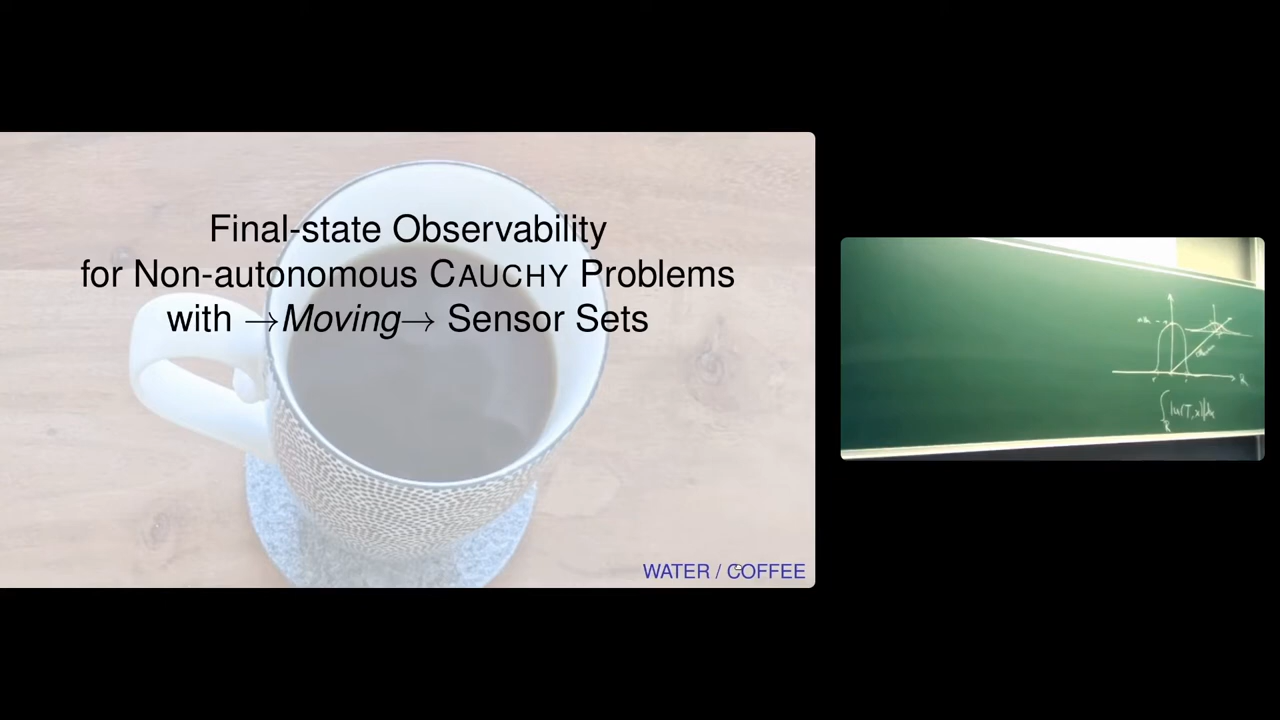 Final-state Observability
for Non-autonomous CAUCHY Problems
with →Moving→ Sensor Sets
WATER / COFFEE